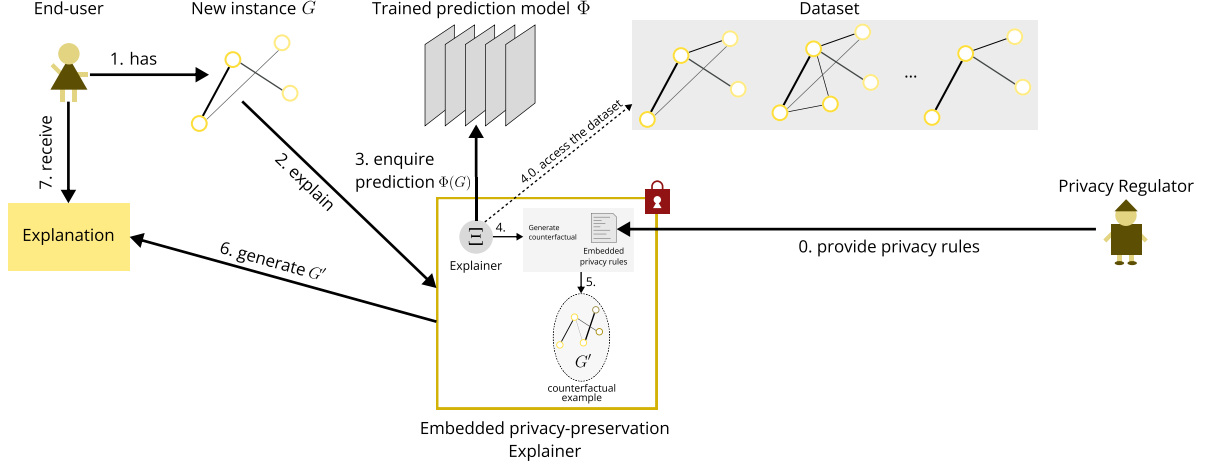 End-user
New instance G
Trained prediction model Φ
Dataset
1. has
...
7. receive
2. explain
3. enquire
prediction Φ(G)
4.0. access the dataset
Privacy Regulator
Explanation
6. generate G′
Ξ
Explainer
4.
Generate
counterfactual
Embedded
privacy rules
0. provide privacy rules
5.
G′
counterfactual
example
Embedded privacy-preservation
Explainer